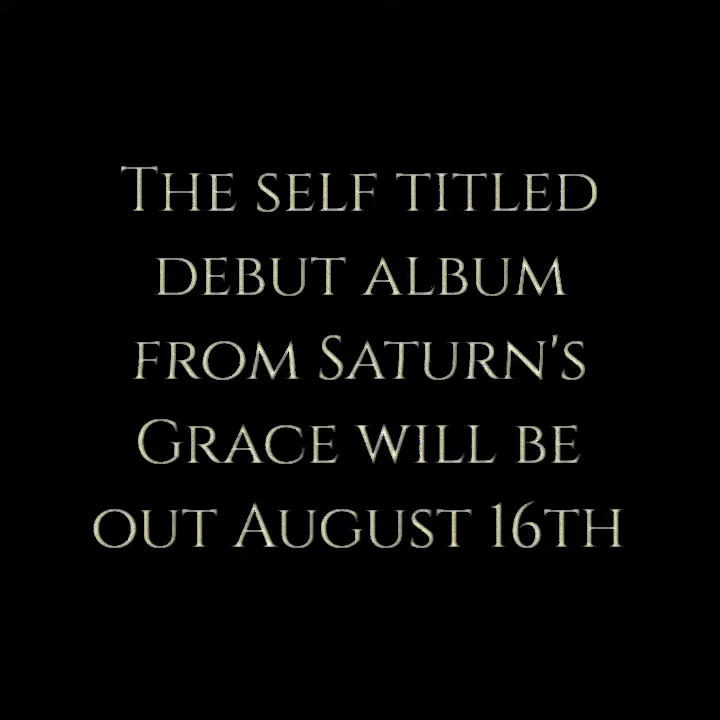 The self titled
debut album
from Saturn's
Grace will be
out August 16th